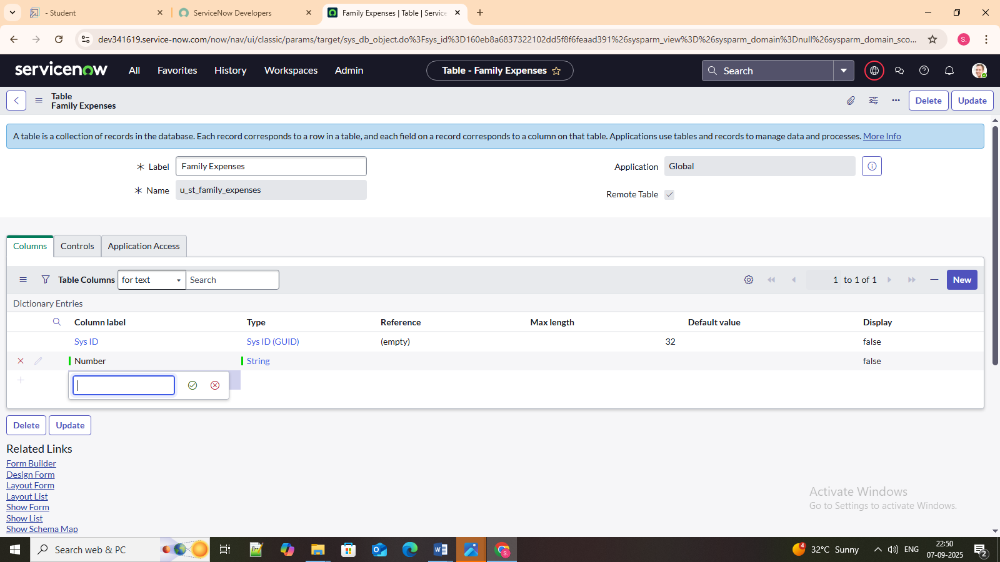 - Student
ServiceNow Developers
Family Expenses | Table | Service
dev341619.service-now.com/now/nav/ui/classic/params/target/sys_db_object.do%3Fsys_id%3D160eb8a6837322102dd5f8f6feaad391%26sysparm_view%3D%26sysparm_domain%3Dnull%26sysparm_domain_sco...
S.
servicenow
All
Favorites
History
Workspaces
Admin
Table - Family Expenses
Search
Table
Family Expenses
Delete
Update
A table is a collection of records in the database. Each record corresponds to a row in a table, and each field on a record corresponds to a column on that table. Applications use tables and records to manage data and processes. More Info
Label
Family Expenses
Application
Global
Name
u_st_family_expenses
Remote Table
Columns
Controls
Application Access
Table Columns
for text
Search
1 to 1 of 1
New
Dictionary Entries
Column label
Type
Reference
Max length
Default value
Display
Sys ID
Sys ID (GUID)
(empty)
32
false
Number
String
false
Delete
Update
Related Links
Form Builder
Design Form
Layout Form
Layout List
Show Form
Show List
Show Schema Map
Activate Windows
Go to Settings to activate Windows.
Search web & PC
4
32°C Sunny
ENG
22:50
07-09-2025
2